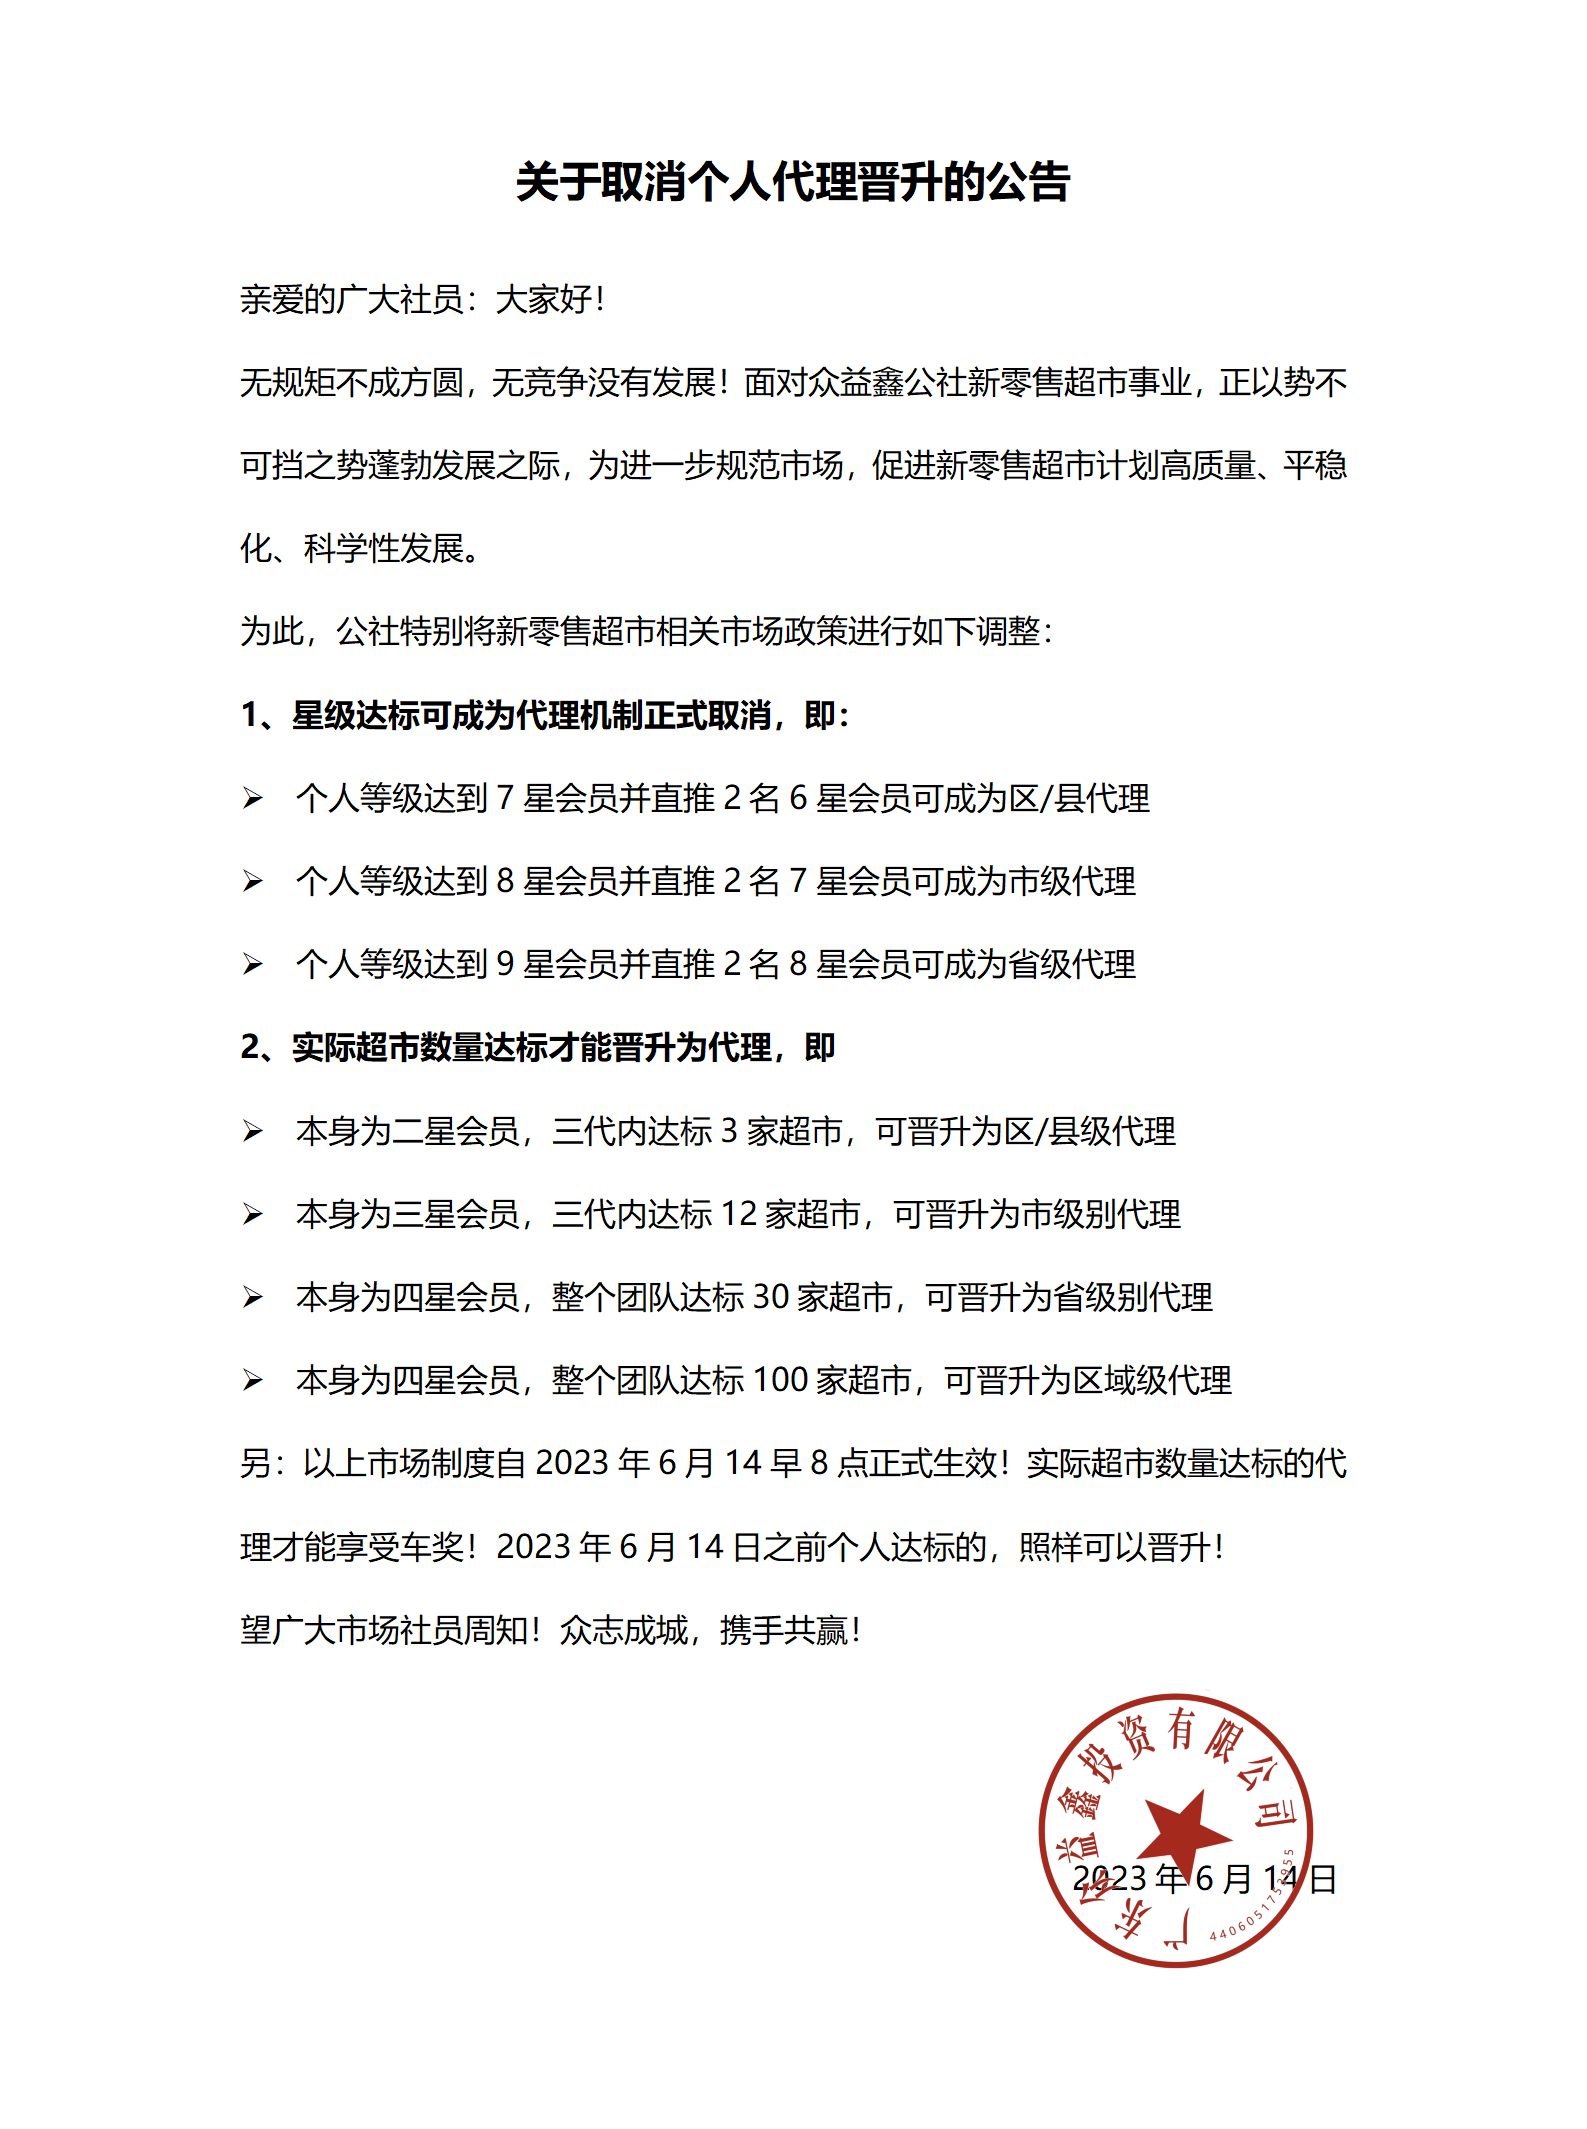 关于取消个人代理晋升的公告
亲爱的广大社员：大家好！
无规矩不成方圆，无竞争没有发展！面对众益鑫公社新零售超市事业，正以势不
可挡之势蓬勃发展之际，为进一步规范市场，促进新零售超市计划高质量、平稳
化、科学性发展。
为此，公社特别将新零售超市相关市场政策进行如下调整：
1、星级达标可成为代理机制正式取消，即：
➢ 个人等级达到 7 星会员并直推 2 名 6 星会员可成为区/县代理
➢ 个人等级达到 8 星会员并直推 2 名 7 星会员可成为市级代理
➢ 个人等级达到 9 星会员并直推 2 名 8 星会员可成为省级代理
2、实际超市数量达标才能晋升为代理，即
➢ 本身为二星会员，三代内达标 3 家超市，可晋升为区/县级代理
➢ 本身为三星会员，三代内达标 12 家超市，可晋升为市级别代理
➢ 本身为四星会员，整个团队达标 30 家超市，可晋升为省级别代理
➢ 本身为四星会员，整个团队达标 100 家超市，可晋升为区域级代理
另：以上市场制度自 2023 年 6 月 14 早 8 点正式生效！实际超市数量达标的代
理才能享受车奖！2023 年 6 月 14 日之前个人达标的，照样可以晋升！
望广大市场社员周知！众志成城，携手共赢！
广东众益鑫投资有限公司
2023 年 6 月 14 日